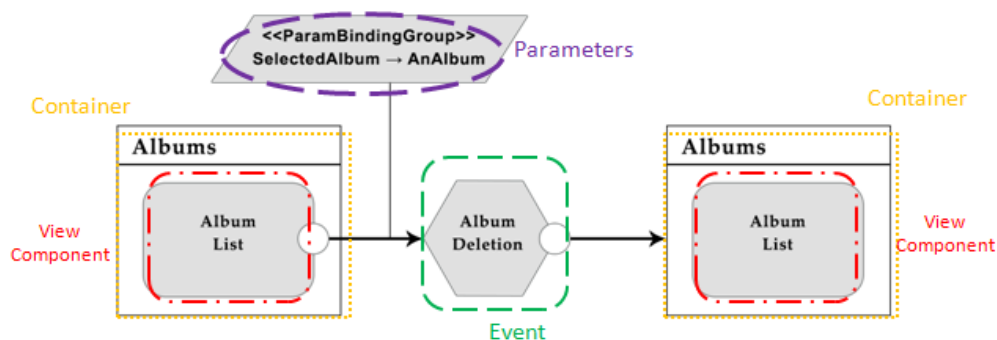 <<ParamBindingGroup>>
SelectedAlbum → AnAlbum
Parameters
Container
Container
Albums
Albums
Album
List
Album
Deletion
Album
List
View
Component
View
Component
Event